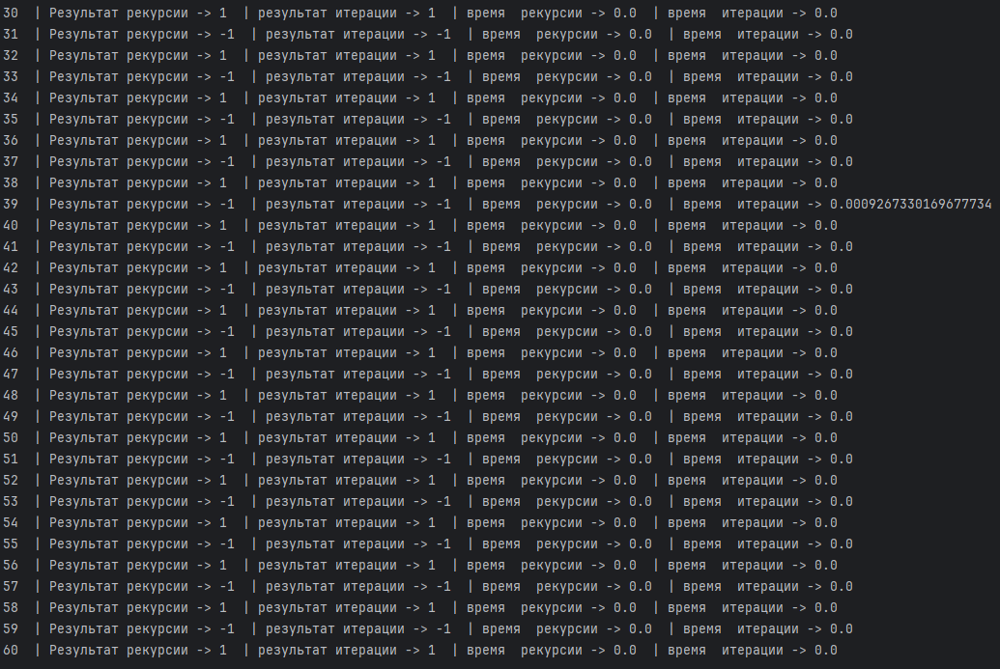 30  | Результат рекурсии -> 1  | результат итерации -> 1  | время  рекурсии -> 0.0  | время  итерации -> 0.0
31  | Результат рекурсии -> -1  | результат итерации -> -1  | время  рекурсии -> 0.0  | время  итерации -> 0.0
32  | Результат рекурсии -> 1  | результат итерации -> 1  | время  рекурсии -> 0.0  | время  итерации -> 0.0
33  | Результат рекурсии -> -1  | результат итерации -> -1  | время  рекурсии -> 0.0  | время  итерации -> 0.0
34  | Результат рекурсии -> 1  | результат итерации -> 1  | время  рекурсии -> 0.0  | время  итерации -> 0.0
35  | Результат рекурсии -> -1  | результат итерации -> -1  | время  рекурсии -> 0.0  | время  итерации -> 0.0
36  | Результат рекурсии -> 1  | результат итерации -> 1  | время  рекурсии -> 0.0  | время  итерации -> 0.0
37  | Результат рекурсии -> -1  | результат итерации -> -1  | время  рекурсии -> 0.0  | время  итерации -> 0.0
38  | Результат рекурсии -> 1  | результат итерации -> 1  | время  рекурсии -> 0.0  | время  итерации -> 0.0
39  | Результат рекурсии -> -1  | результат итерации -> -1  | время  рекурсии -> 0.0  | время  итерации -> 0.0009267330169677734
40  | Результат рекурсии -> 1  | результат итерации -> 1  | время  рекурсии -> 0.0  | время  итерации -> 0.0
41  | Результат рекурсии -> -1  | результат итерации -> -1  | время  рекурсии -> 0.0  | время  итерации -> 0.0
42  | Результат рекурсии -> 1  | результат итерации -> 1  | время  рекурсии -> 0.0  | время  итерации -> 0.0
43  | Результат рекурсии -> -1  | результат итерации -> -1  | время  рекурсии -> 0.0  | время  итерации -> 0.0
44  | Результат рекурсии -> 1  | результат итерации -> 1  | время  рекурсии -> 0.0  | время  итерации -> 0.0
45  | Результат рекурсии -> -1  | результат итерации -> -1  | время  рекурсии -> 0.0  | время  итерации -> 0.0
46  | Результат рекурсии -> 1  | результат итерации -> 1  | время  рекурсии -> 0.0  | время  итерации -> 0.0
47  | Результат рекурсии -> -1  | результат итерации -> -1  | время  рекурсии -> 0.0  | время  итерации -> 0.0
48  | Результат рекурсии -> 1  | результат итерации -> 1  | время  рекурсии -> 0.0  | время  итерации -> 0.0
49  | Результат рекурсии -> -1  | результат итерации -> -1  | время  рекурсии -> 0.0  | время  итерации -> 0.0
50  | Результат рекурсии -> 1  | результат итерации -> 1  | время  рекурсии -> 0.0  | время  итерации -> 0.0
51  | Результат рекурсии -> -1  | результат итерации -> -1  | время  рекурсии -> 0.0  | время  итерации -> 0.0
52  | Результат рекурсии -> 1  | результат итерации -> 1  | время  рекурсии -> 0.0  | время  итерации -> 0.0
53  | Результат рекурсии -> -1  | результат итерации -> -1  | время  рекурсии -> 0.0  | время  итерации -> 0.0
54  | Результат рекурсии -> 1  | результат итерации -> 1  | время  рекурсии -> 0.0  | время  итерации -> 0.0
55  | Результат рекурсии -> -1  | результат итерации -> -1  | время  рекурсии -> 0.0  | время  итерации -> 0.0
56  | Результат рекурсии -> 1  | результат итерации -> 1  | время  рекурсии -> 0.0  | время  итерации -> 0.0
57  | Результат рекурсии -> -1  | результат итерации -> -1  | время  рекурсии -> 0.0  | время  итерации -> 0.0
58  | Результат рекурсии -> 1  | результат итерации -> 1  | время  рекурсии -> 0.0  | время  итерации -> 0.0
59  | Результат рекурсии -> -1  | результат итерации -> -1  | время  рекурсии -> 0.0  | время  итерации -> 0.0
60  | Результат рекурсии -> 1  | результат итерации -> 1  | время  рекурсии -> 0.0  | время  итерации -> 0.0